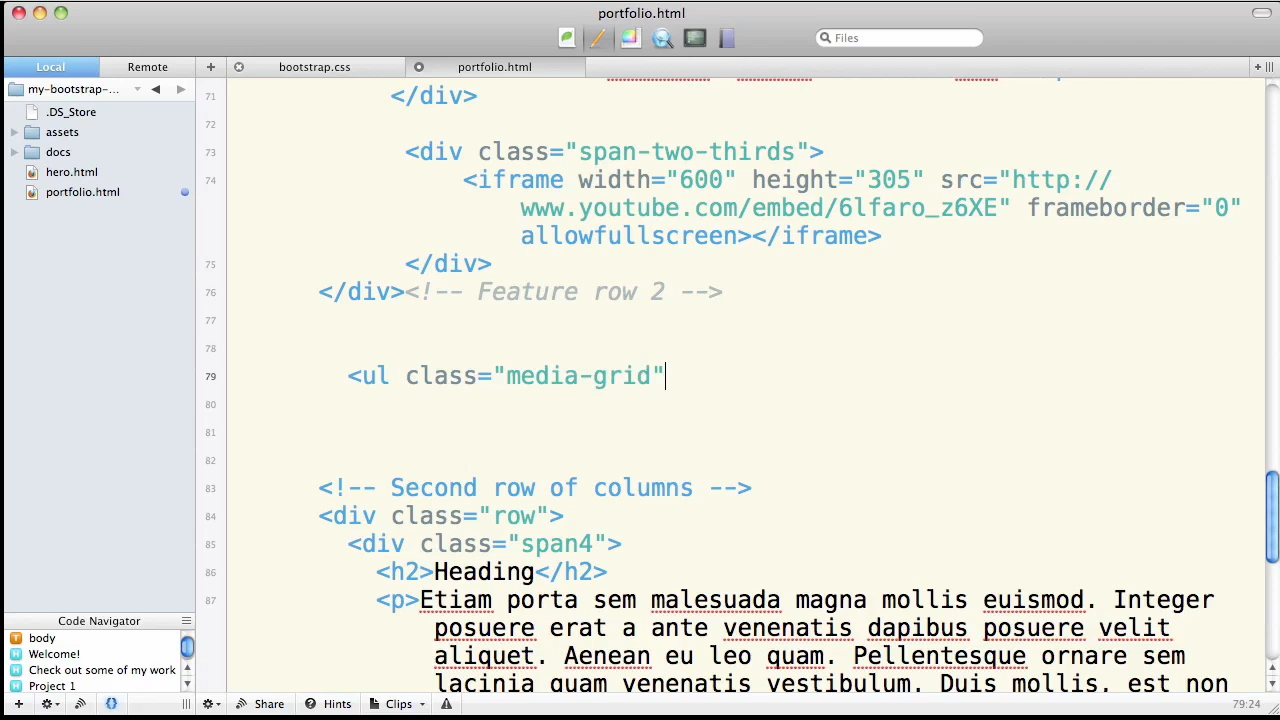 portfolio.html
Files
Local
Remote
bootstrap.css
portfolio.html
my-bootstrap-...
.DS_Store
assets
docs
hero.html
portfolio.html
71 </div>
72
73 <div class="span-two-thirds">
74 <iframe width="600" height="305" src="http://
www.youtube.com/embed/6lfaro_z6XE" frameborder="0"
allowfullscreen></iframe>
75 </div>
76 </div><!-- Feature row 2 -->
77
78
79 <ul class="media-grid"
80
81
82
83 <!-- Second row of columns -->
84 <div class="row">
85 <div class="span4">
86 <h2>Heading</h2>
87 <p>Etiam porta sem malesuada magna mollis euismod. Integer
posuere erat a ante venenatis dapibus posuere velit
aliquet. Aenean eu leo quam. Pellentesque ornare sem
lacinia quam venenatis vestibulum. Duis mollis, est non
Code Navigator
body
Welcome!
Check out some of my work
Project 1
Share
Hints
Clips
79:24